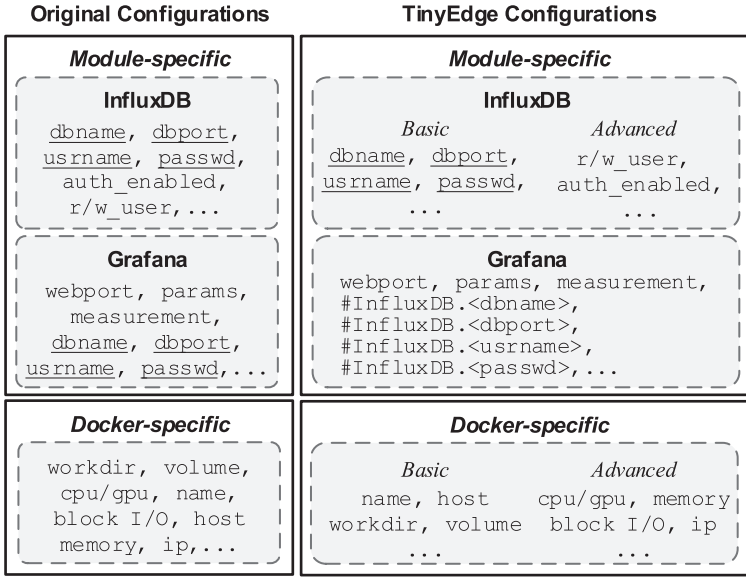 Original Configurations
Module-specific
InfluxDB
dbname, dbport,
usrname, passwd,
auth_enabled,
r/w_user,...
Grafana
webport, params,
measurement,
dbname, dbport,
usrname, passwd,...
Docker-specific
workdir, volume,
cpu/gpu, name,
block I/O, host
memory, ip,...
TinyEdge Configurations
Module-specific
InfluxDB
Basic
dbname, dbport,
usrname, passwd,
...
Advanced
r/w_user,
auth_enabled,
...
Grafana
webport, params, measurement,
#InfluxDB.<dbname>,
#InfluxDB.<dbport>,
#InfluxDB.<usrname>,
#InfluxDB.<passwd>,...
Docker-specific
Basic
name, host
workdir, volume
...
Advanced
cpu/gpu, memory
block I/O, ip
...